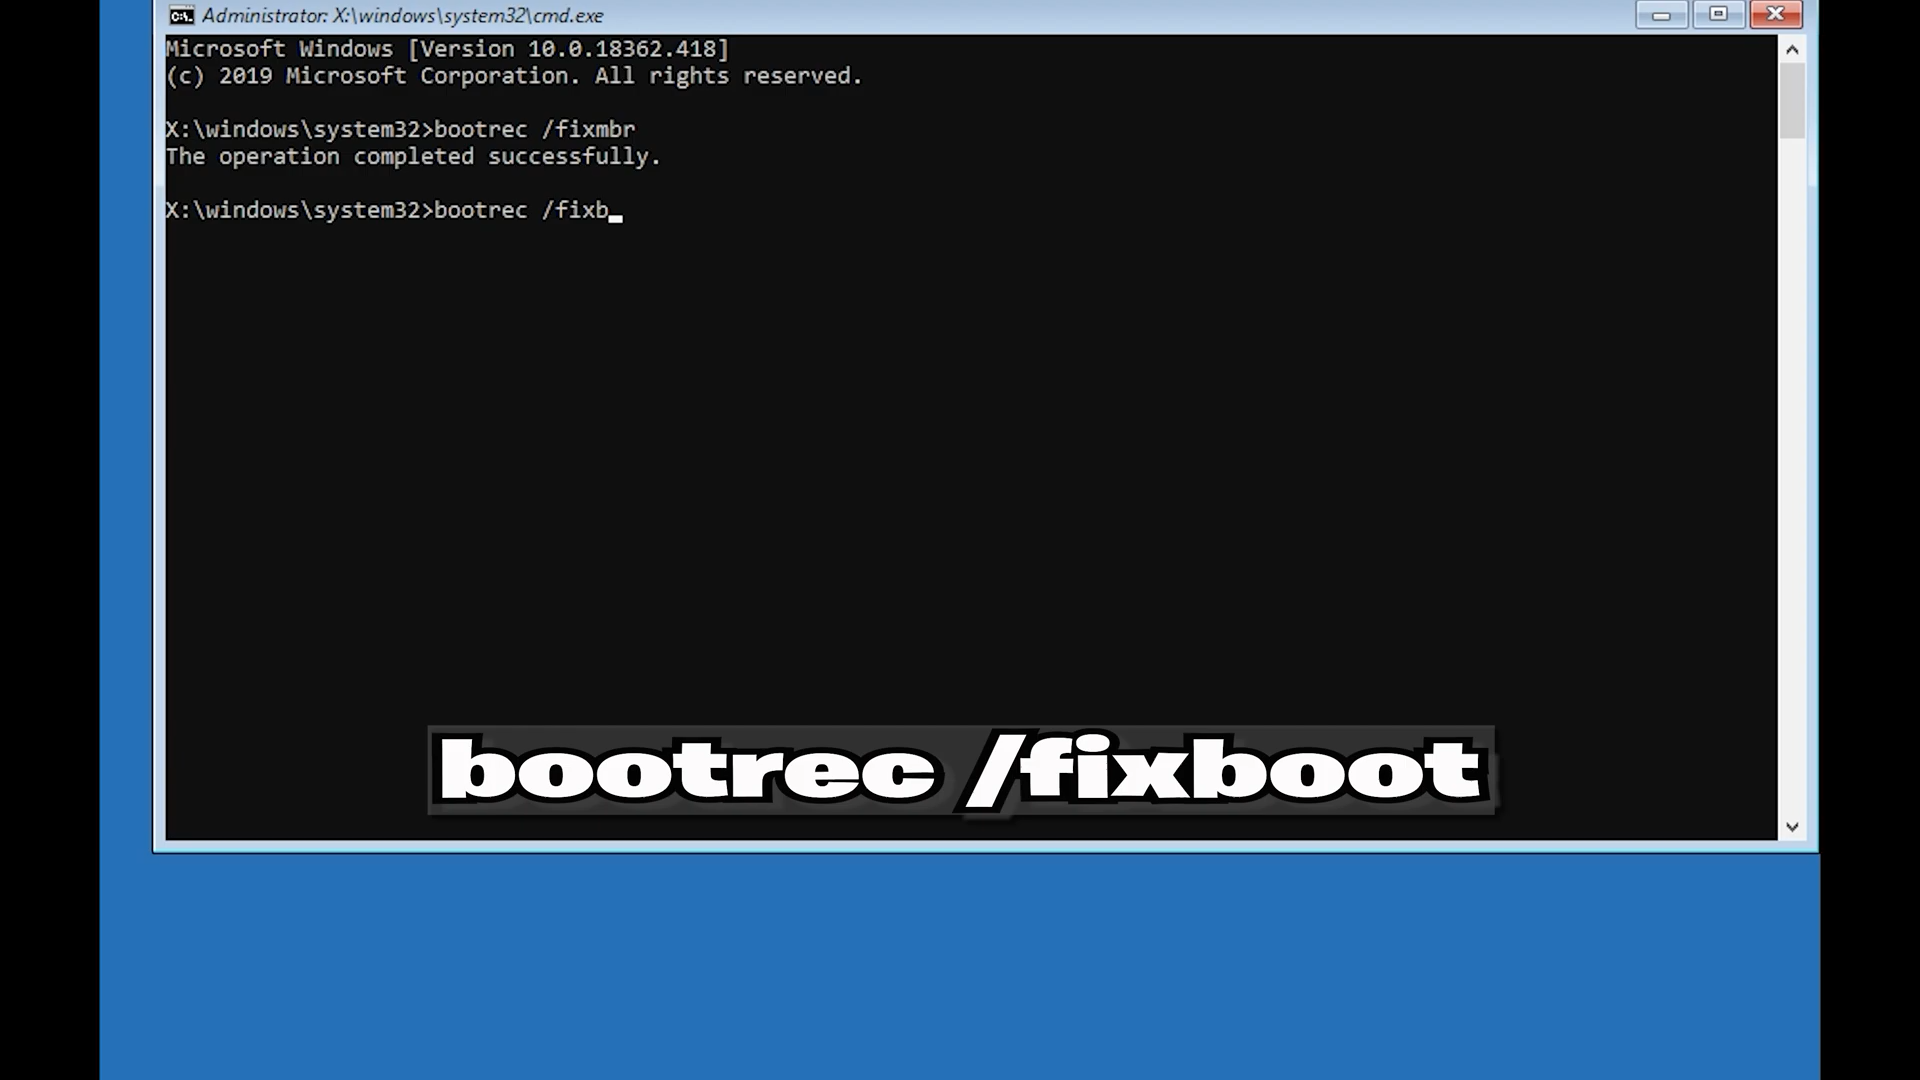 Administrator: X:\windows\system32\cmd.exe
Microsoft Windows [Version 10.0.18362.418]
(c) 2019 Microsoft Corporation. All rights reserved.
X:\windows\system32>bootrec /fixmbr
The operation completed successfully.
X:\windows\system32>bootrec /fixb
bootrec /fixboot